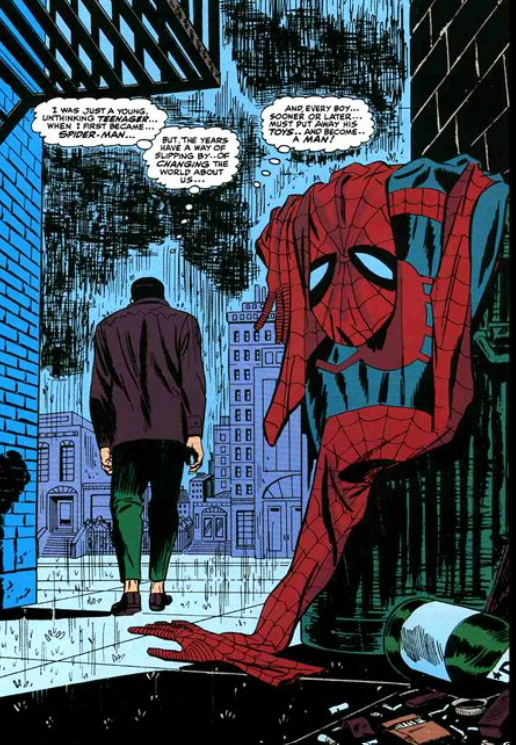 I WAS JUST A YOUNG,
UNTHINKING TEENAGER...
WHEN I FIRST BECAME...
SPIDER-MAN...
BUT, THE YEARS
HAVE A WAY OF
SLIPPING BY...OF
CHANGING THE
WORLD ABOUT
US...
AND, EVERY BOY...
SOONER OR LATER...
MUST PUT AWAY HIS
TOYS...AND BECOME...
A MAN!